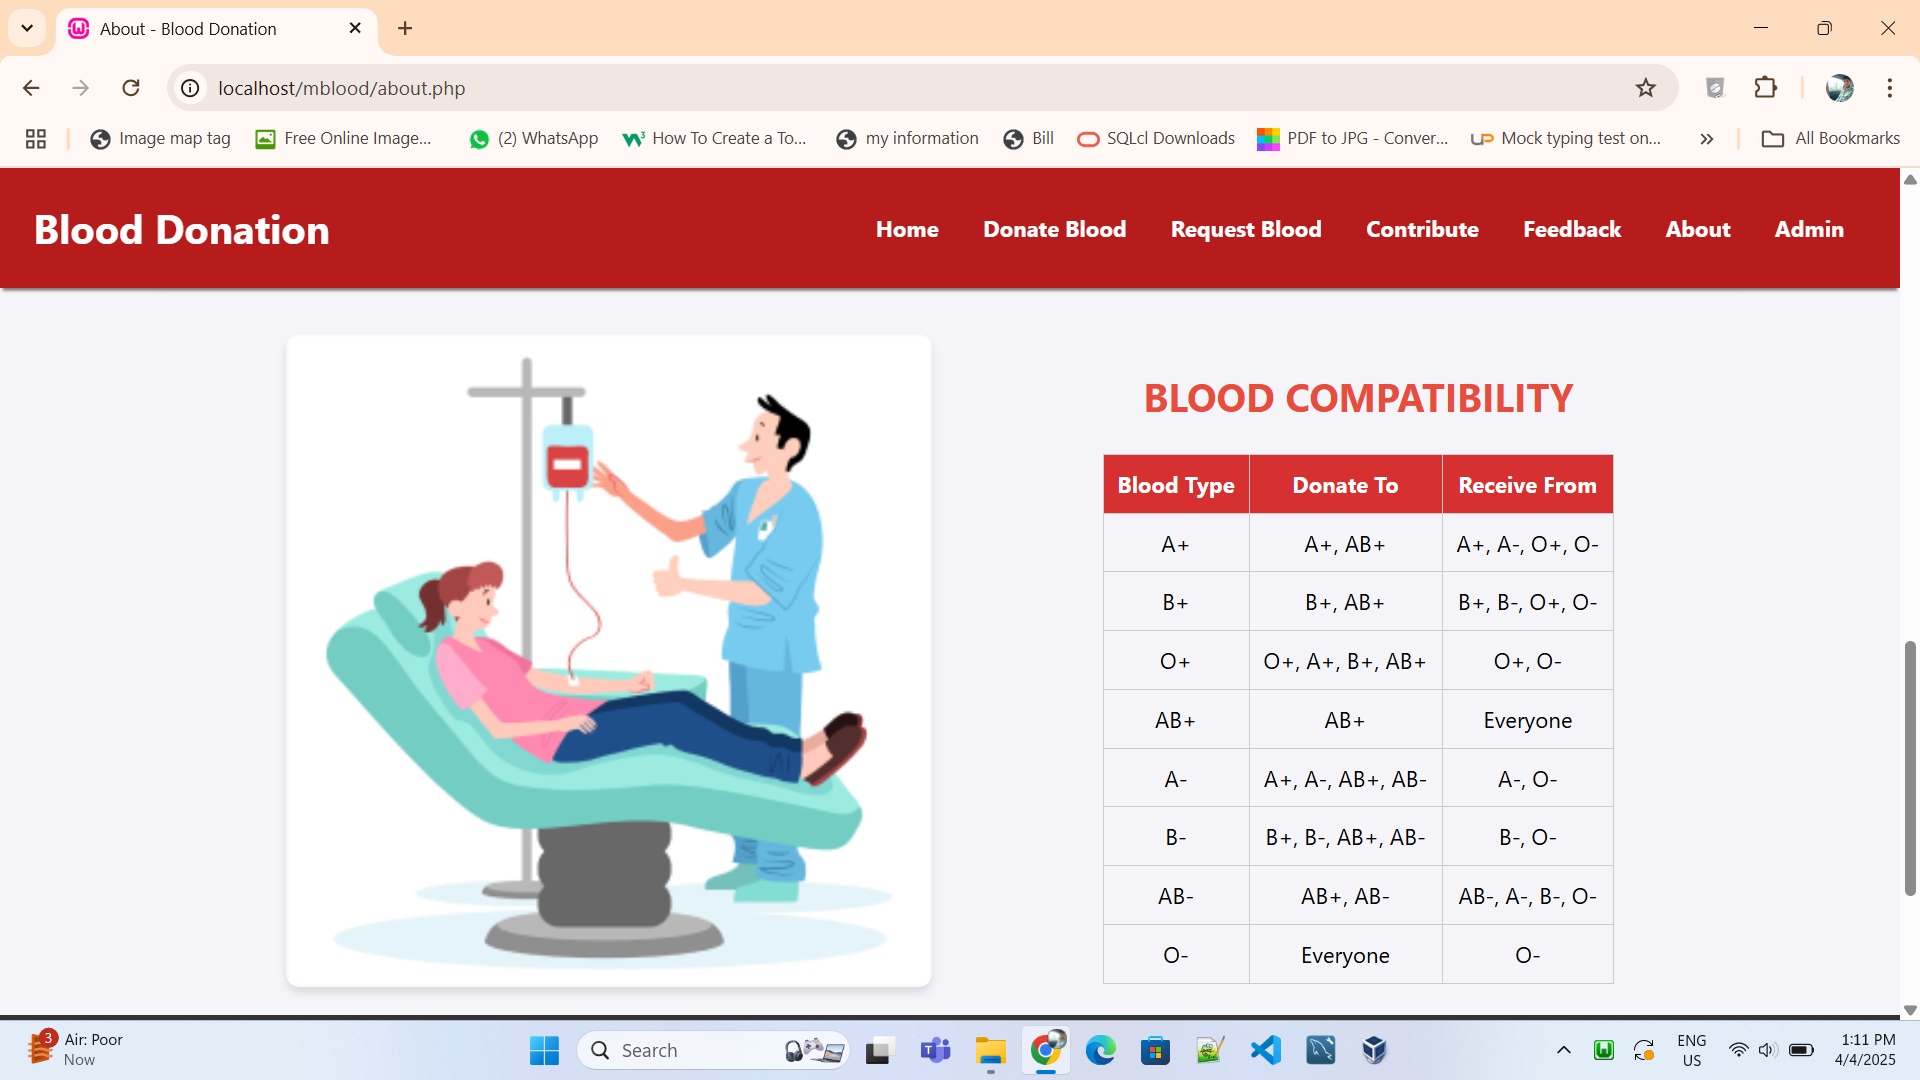 About - Blood Donation
localhost/mblood/about.php
Image map tag Free Online Image... (2) WhatsApp How To Create a To... my information Bill SQLcl Downloads PDF to JPG - Conver... Mock typing test on... All Bookmarks
Blood Donation
Home Donate Blood Request Blood Contribute Feedback About Admin
BLOOD COMPATIBILITY
Blood Type Donate To Receive From
A+ A+, AB+ A+, A-, O+, O-
B+ B+, AB+ B+, B-, O+, O-
O+ O+, A+, B+, AB+ O+, O-
AB+ AB+ Everyone
A- A+, A-, AB+, AB- A-, O-
B- B+, B-, AB+, AB- B-, O-
AB- AB+, AB- AB-, A-, B-, O-
O- Everyone O-
3 Air: Poor
Now
Search
ENG
US
1:11 PM
4/4/2025